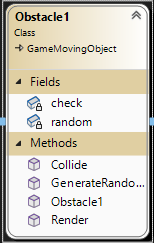 Obstacle1
Class
GameMovingObject
Fields
check
random
Methods
Collide
GenerateRando...
Obstacle1
Render